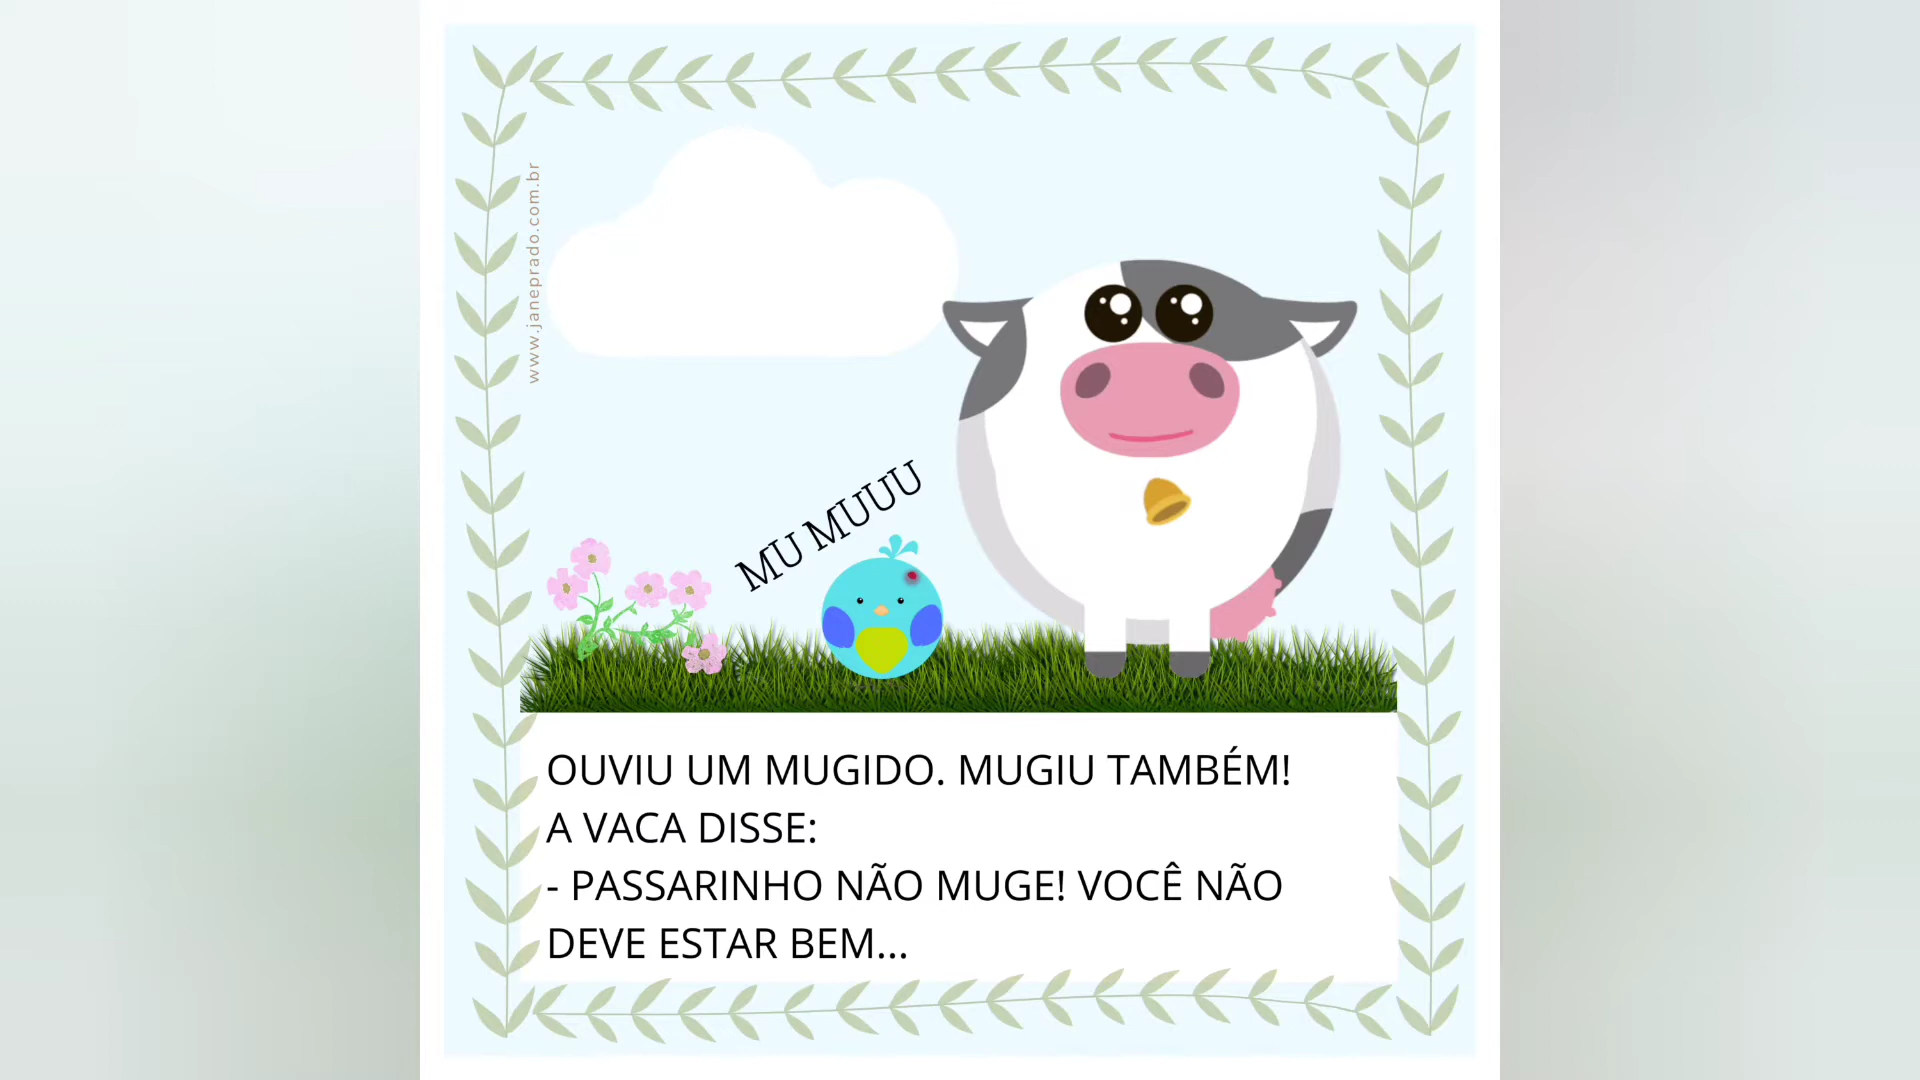 www.janeprado.com.br
MU MUUU
OUVIU UM MUGIDO. MUGIU TAMBÉM!
A VACA DISSE:
- PASSARINHO NÃO MUGE! VOCÊ NÃO
DEVE ESTAR BEM...